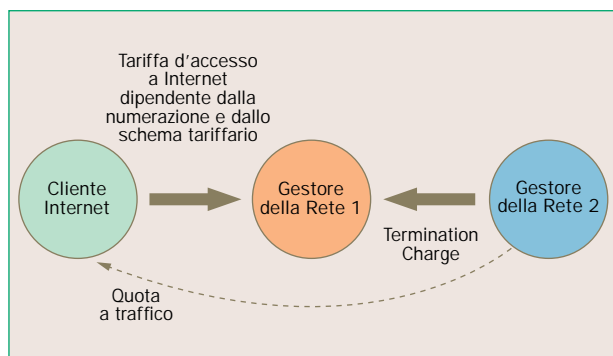 Tariffa d'accesso
a Internet
dipendente dalla
numerazione e dallo
schema tariffario
Cliente
Internet
Gestore
della Rete 1
Gestore
della Rete 2
Termination
Charge
Quota
a traffico